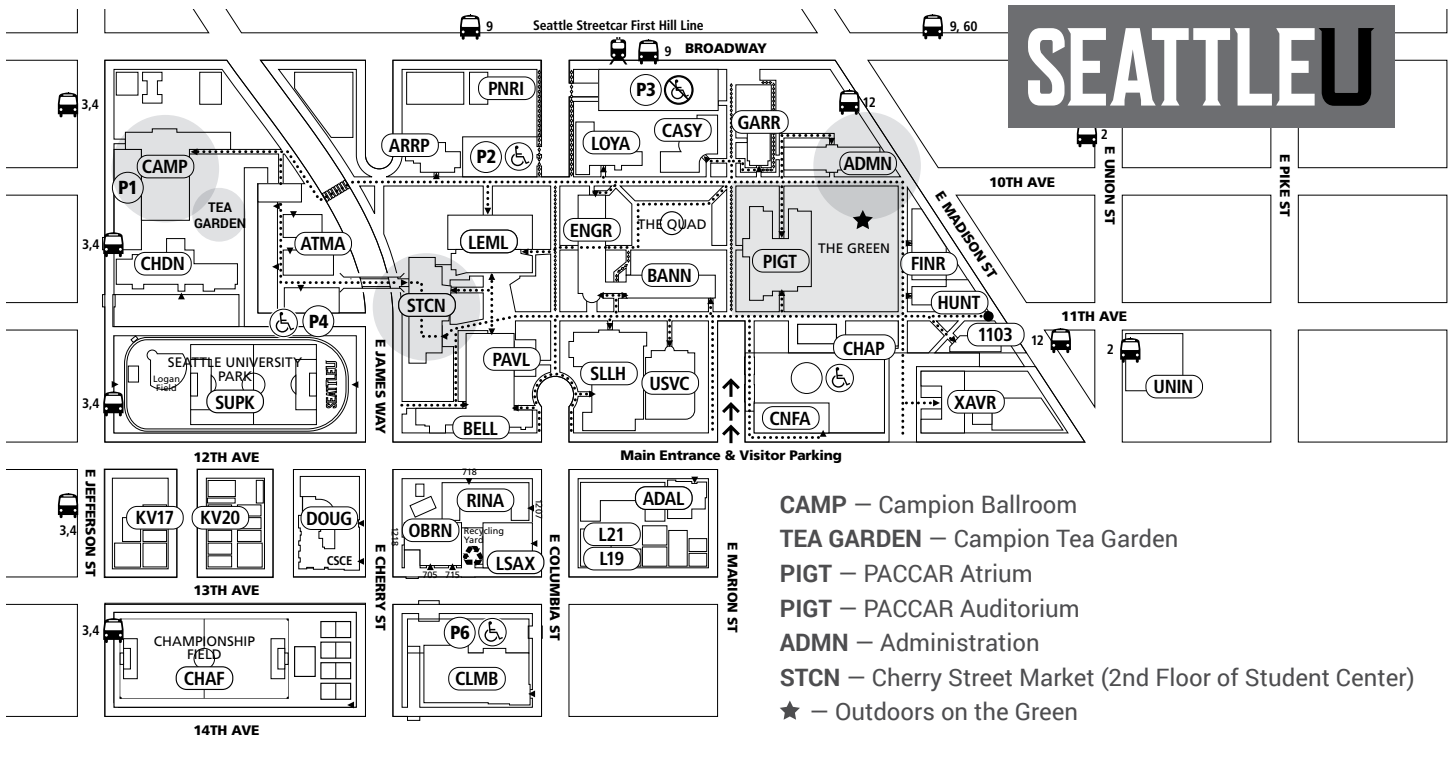 9
Seattle Streetcar First Hill Line
9, 60
SEATTLEU
9
BROADWAY
3,4
PNRI
P3
12
2
GARR
CASY
LOYA
ARRP
P2
CAMP
ADMN
P1
E UNION ST
E PIKE ST
10TH AVE
TEA
GARDEN
E MADISON ST
3,4
ATMA
LEML
ENGR
THE QUAD
THE GREEN
CHDN
PIGT
FINR
BANN
STCN
HUNT
P4
11TH AVE
1103
12
2
E JAMES WAY
PAVL
CHAP
SEATTLE UNIVERSITY
PARK
Logan
Field
SEATTLEU
SUPK
SLLH
USVC
UNIN
3,4
XAVR
CNFA
BELL
12TH AVE
Main Entrance & Visitor Parking
E JEFFERSON ST
3,4
KV17
KV20
DOUG
CSCE
E CHERRY ST
718
RINA
1207
OBRN
1218
Recycling
Yard
LSAX
705
715
E COLUMBIA ST
ADAL
L21
L19
E MARION ST
13TH AVE
3,4
CHAMPIONSHIP
FIELD
CHAF
P6
CLMB
14TH AVE
CAMP — Campion Ballroom
TEA GARDEN — Campion Tea Garden
PIGT — PACCAR Atrium
PIGT — PACCAR Auditorium
ADMN — Administration
STCN — Cherry Street Market (2nd Floor of Student Center)
★ — Outdoors on the Green